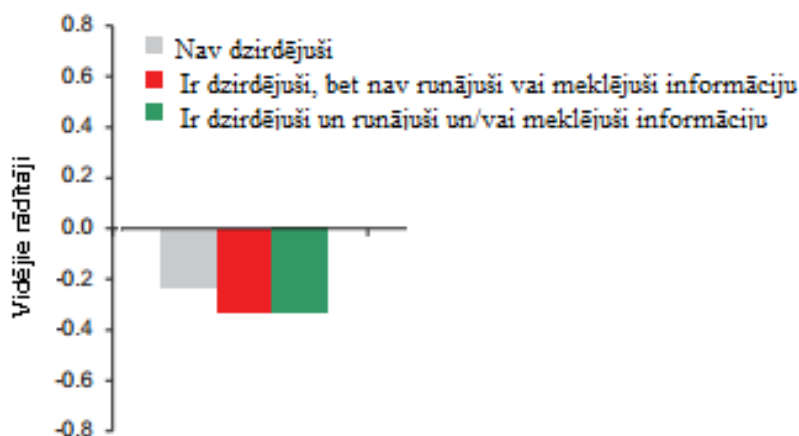 0.8
Nav dzirdējuši
0.6
Ir dzirdējuši, bet nav runājuši vai meklējuši informāciju
0.4
Ir dzirdējuši un runājuši un/vai meklējuši informāciju
0.2
0.0
-0.2
-0.4
-0.6
-0.8
Vidējie rādītāji